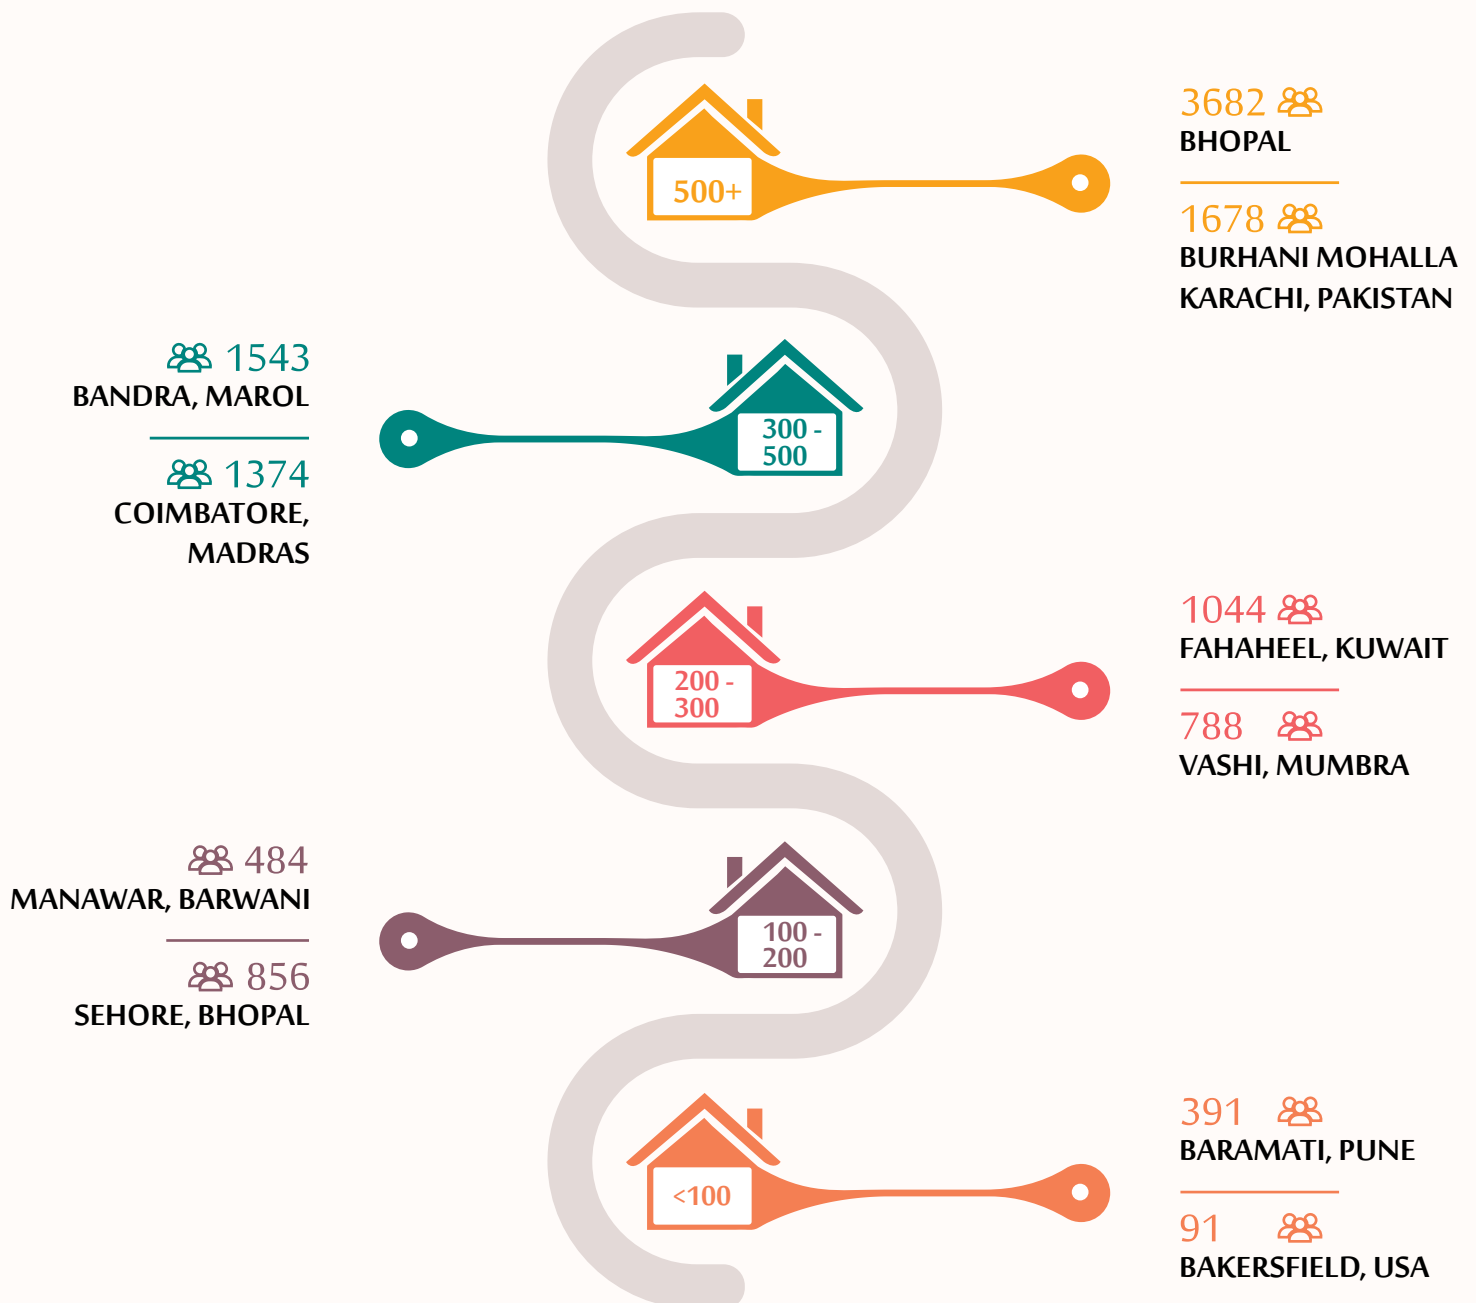 500+
3682
BHOPAL
1678
BURHANI MOHALLA
KARACHI, PAKISTAN
1543
BANDRA, MAROL
1374
COIMBATORE,
MADRAS
300 -
500
200 -
300
1044
FAHAHEEL, KUWAIT
788
VASHI, MUMBRA
484
MANAWAR, BARWANI
856
SEHORE, BHOPAL
100 -
200
<100
391
BARAMATI, PUNE
91
BAKERSFIELD, USA